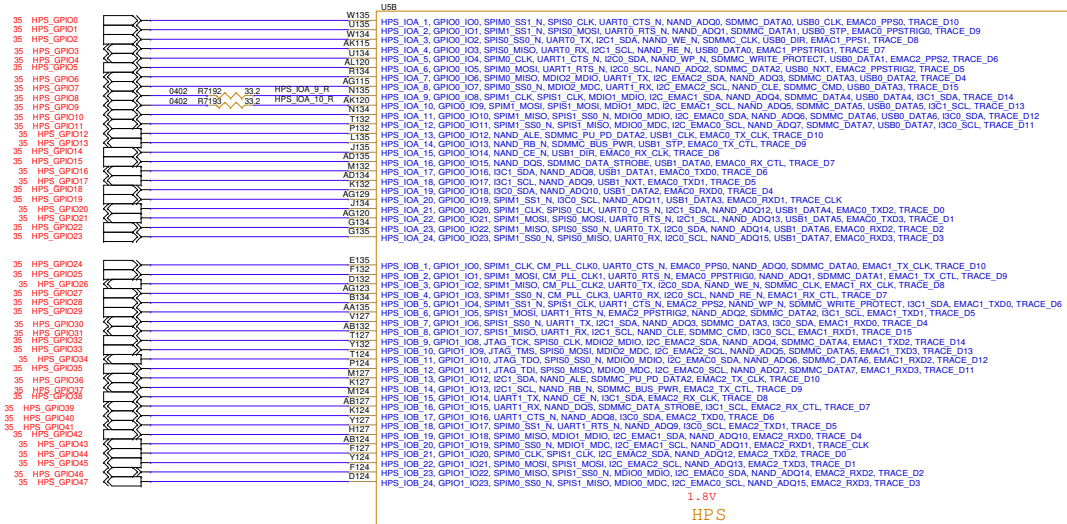 U5B
35 HPS_GPIO0 W135 HPS_IOA_1, GPIO0_IO0, SPIM0_SS1_N, SPIS0_CLK, UART0_CTS_N, NAND_ADQ0, SDMMC_DATA0, USB0_CLK, EMAC0_PPS0, TRACE_D10
35 HPS_GPIO1 U135 HPS_IOA_2, GPIO0_IO1, SPIM1_SS1_N, SPIS0_MOSI, UART0_RTS_N, NAND_ADQ1, SDMMC_DATA1, USB0_STP, EMAC0_PPSTRIG0, TRACE_D9
35 HPS_GPIO2 W134 HPS_IOA_3, GPIO0_IO2, SPIS0_SS0_N, UART0_TX, I2C1_SDA, NAND_WE_N, SDMMC_CLK, USB0_DIR, EMAC1_PPS1, TRACE_D8
35 HPS_GPIO3 AK115 HPS_IOA_4, GPIO0_IO3, SPIS0_MISO, UART0_RX, I2C1_SCL, NAND_RE_N, USB0_DATA0, EMAC1_PPSTRIG1, TRACE_D7
35 HPS_GPIO4 U134 HPS_IOA_5, GPIO0_IO4, SPIM0_CLK, UART1_CTS_N, I2C0_SDA, NAND_WP_N, SDMMC_WRITE_PROTECT, USB0_DATA1, EMAC2_PPS2, TRACE_D6
35 HPS_GPIO5 AL120 HPS_IOA_6, GPIO0_IO5, SPIM0_MOSI, UART1_RTS_N, I2C0_SCL, NAND_ADQ2, SDMMC_DATA2, USB0_NXT, EMAC2_PPSTRIG2, TRACE_D5
35 HPS_GPIO6 R134 HPS_IOA_7, GPIO0_IO6, SPIM0_MISO, MDIO2_MDIO, UART1_TX, I2C_EMAC2_SDA, NAND_ADQ3, SDMMC_DATA3, USB0_DATA2, TRACE_D4
35 HPS_GPIO7 AG115 HPS_IOA_8, GPIO0_IO7, SPIM0_SS0_N, MDIO2_MDC, UART1_RX, I2C_EMAC2_SCL, NAND_CLE, SDMMC_CMD, USB0_DATA3, TRACE_D15
35 HPS_GPIO8 0402 R7192 33.2 HPS_IOA_9_R N135 HPS_IOA_9, GPIO0_IO8, SPIM1_CLK, SPIS1_CLK, MDIO1_MDIO, I2C_EMAC1_SDA, NAND_ADQ4, SDMMC_DATA4, USB0_DATA4, I3C1_SDA, TRACE_D14
35 HPS_GPIO9 0402 R7193 33.2 HPS_IOA_10_R AK120 HPS_IOA_10, GPIO0_IO9, SPIM1_MOSI, SPIS1_MOSI, MDIO1_MDC, I2C_EMAC1_SCL, NAND_ADQ5, SDMMC_DATA5, USB0_DATA5, I3C1_SCL, TRACE_D13
35 HPS_GPIO10 N134 HPS_IOA_11, GPIO0_IO10, SPIM1_MISO, SPIS1_SS0_N, MDIO0_MDIO, I2C_EMAC0_SDA, NAND_ADQ6, SDMMC_DATA6, USB0_DATA6, I3C0_SDA, TRACE_D12
35 HPS_GPIO11 T132 HPS_IOA_12, GPIO0_IO11, SPIM1_SS0_N, SPIS1_MISO, MDIO0_MDC, I2C_EMAC0_SCL, NAND_ADQ7, SDMMC_DATA7, USB0_DATA7, I3C0_SCL, TRACE_D11
35 HPS_GPIO12 P132 HPS_IOA_13, GPIO0_IO12, NAND_ALE, SDMMC_PU_PD_DATA2, USB1_CLK, EMAC0_TX_CLK, TRACE_D10
35 HPS_GPIO13 L135 HPS_IOA_14, GPIO0_IO13, NAND_RB_N, SDMMC_BUS_PWR, USB1_STP, EMAC0_TX_CTL, TRACE_D9
35 HPS_GPIO14 J135 HPS_IOA_15, GPIO0_IO14, NAND_CE_N, USB1_DIR, EMAC0_RX_CLK, TRACE_D8
35 HPS_GPIO15 AD135 HPS_IOA_16, GPIO0_IO15, NAND_DQS, SDMMC_DATA_STROBE, USB1_DATA0, EMAC0_RX_CTL, TRACE_D7
35 HPS_GPIO16 M132 HPS_IOA_17, GPIO0_IO16, I3C1_SDA, NAND_ADQ8, USB1_DATA1, EMAC0_TXD0, TRACE_D6
35 HPS_GPIO17 AD134 HPS_IOA_18, GPIO0_IO17, I3C1_SCL, NAND_ADQ9, USB1_NXT, EMAC0_TXD1, TRACE_D5
35 HPS_GPIO18 K132 HPS_IOA_19, GPIO0_IO18, I3C0_SDA, NAND_ADQ10, USB1_DATA2, EMAC0_RXD0, TRACE_D4
35 HPS_GPIO19 AG129 HPS_IOA_20, GPIO0_IO19, SPIM1_SS1_N, I3C0_SCL, NAND_ADQ11, USB1_DATA3, EMAC0_RXD1, TRACE_CLK
35 HPS_GPIO20 J134 HPS_IOA_21, GPIO0_IO20, SPIM1_CLK, SPIS0_CLK, UART0_CTS_N, I2C1_SDA, NAND_ADQ12, USB1_DATA4, EMAC0_TXD2, TRACE_D0
35 HPS_GPIO21 AG120 HPS_IOA_22, GPIO0_IO21, SPIM1_MOSI, SPIS0_MOSI, UART0_RTS_N, I2C1_SCL, NAND_ADQ13, USB1_DATA5, EMAC0_TXD3, TRACE_D1
35 HPS_GPIO22 G134 HPS_IOA_23, GPIO0_IO22, SPIM1_MISO, SPIS0_SS0_N, UART0_TX, I2C0_SDA, NAND_ADQ14, USB1_DATA6, EMAC0_RXD2, TRACE_D2
35 HPS_GPIO23 G135 HPS_IOA_24, GPIO0_IO23, SPIM1_SS0_N, SPIS0_MISO, UART0_RX, I2C0_SCL, NAND_ADQ15, USB1_DATA7, EMAC0_RXD3, TRACE_D3
35 HPS_GPIO24 E135 HPS_IOB_1, GPIO1_IO0, SPIM1_CLK, CM_PLL_CLK0, UART0_CTS_N, EMAC0_PPS0, NAND_ADQ0, SDMMC_DATA0, EMAC1_TX_CLK, TRACE_D10
35 HPS_GPIO25 F132 HPS_IOB_2, GPIO1_IO1, SPIM1_MOSI, CM_PLL_CLK1, UART0_RTS_N, EMAC0_PPSTRIG0, NAND_ADQ1, SDMMC_DATA1, EMAC1_TX_CTL, TRACE_D9
35 HPS_GPIO26 D132 HPS_IOB_3, GPIO1_IO2, SPIM1_MISO, CM_PLL_CLK2, UART0_TX, I2C0_SDA, NAND_WE_N, SDMMC_CLK, EMAC1_RX_CLK, TRACE_D8
35 HPS_GPIO27 AG123 HPS_IOB_4, GPIO1_IO3, SPIM1_SS0_N, CM_PLL_CLK3, UART0_RX, I2C0_SCL, NAND_RE_N, EMAC1_RX_CTL, TRACE_D7
35 HPS_GPIO28 B134 HPS_IOB_5, GPIO1_IO4, SPIM1_SS1_N, SPIS1_CLK, UART1_CTS_N, EMAC2_PPS2, NAND_WP_N, SDMMC_WRITE_PROTECT, I3C1_SDA, EMAC1_TXD0, TRACE_D6
35 HPS_GPIO29 AA135 HPS_IOB_6, GPIO1_IO5, SPIS1_MOSI, UART1_RTS_N, EMAC2_PPSTRIG2, NAND_ADQ2, SDMMC_DATA2, I3C1_SCL, EMAC1_TXD1, TRACE_D5
35 HPS_GPIO30 V127 HPS_IOB_7, GPIO1_IO6, SPIS1_SS0_N, UART1_TX, I2C1_SDA, NAND_ADQ3, SDMMC_DATA3, I3C0_SDA, EMAC1_RXD0, TRACE_D4
35 HPS_GPIO31 AB132 HPS_IOB_8, GPIO1_IO7, SPIS1_MISO, UART1_RX, I2C1_SCL, NAND_CLE, SDMMC_CMD, I3C0_SCL, EMAC1_RXD1, TRACE_D15
35 HPS_GPIO32 T127 HPS_IOB_9, GPIO1_IO8, JTAG_TCK, SPIS0_CLK, MDIO2_MDIO, I2C_EMAC2_SDA, NAND_ADQ4, SDMMC_DATA4, EMAC1_TXD2, TRACE_D14
35 HPS_GPIO33 Y132 HPS_IOB_10, GPIO1_IO9, JTAG_TMS, SPIS0_MOSI, MDIO2_MDC, I2C_EMAC2_SCL, NAND_ADQ5, SDMMC_DATA5, EMAC1_TXD3, TRACE_D13
35 HPS_GPIO34 T124 HPS_IOB_11, GPIO1_IO10, JTAG_TDO, SPIS0_SS0_N, MDIO0_MDIO, I2C_EMAC0_SDA, NAND_ADQ6, SDMMC_DATA6, EMAC1_RXD2, TRACE_D12
35 HPS_GPIO35 P124 HPS_IOB_12, GPIO1_IO11, JTAG_TDI, SPIS0_MISO, MDIO0_MDC, I2C_EMAC0_SCL, NAND_ADQ7, SDMMC_DATA7, EMAC1_RXD3, TRACE_D11
35 HPS_GPIO36 M127 HPS_IOB_13, GPIO1_IO12, I2C1_SDA, NAND_ALE, SDMMC_PU_PD_DATA2, EMAC2_TX_CLK, TRACE_D10
35 HPS_GPIO37 K127 HPS_IOB_14, GPIO1_IO13, I2C1_SCL, NAND_RB_N, SDMMC_BUS_PWR, EMAC2_TX_CTL, TRACE_D9
35 HPS_GPIO38 M124 HPS_IOB_15, GPIO1_IO14, UART1_TX, NAND_CE_N, I3C1_SDA, EMAC2_RX_CLK, TRACE_D8
35 HPS_GPIO39 AB127 HPS_IOB_16, GPIO1_IO15, UART1_RX, NAND_DQS, SDMMC_DATA_STROBE, I3C1_SCL, EMAC2_RX_CTL, TRACE_D7
35 HPS_GPIO40 K124 HPS_IOB_17, GPIO1_IO16, UART1_CTS_N, NAND_ADQ8, I3C0_SDA, EMAC2_TXD0, TRACE_D6
35 HPS_GPIO41 Y127 HPS_IOB_18, GPIO1_IO17, SPIM0_SS1_N, UART1_RTS_N, NAND_ADQ9, I3C0_SCL, EMAC2_TXD1, TRACE_D5
35 HPS_GPIO42 H127 HPS_IOB_19, GPIO1_IO18, SPIM0_MISO, MDIO1_MDIO, I2C_EMAC1_SDA, NAND_ADQ10, EMAC2_RXD0, TRACE_D4
35 HPS_GPIO43 AB124 HPS_IOB_20, GPIO1_IO19, SPIM0_SS0_N, MDIO1_MDC, I2C_EMAC1_SCL, NAND_ADQ11, EMAC2_RXD1, TRACE_CLK
35 HPS_GPIO44 F127 HPS_IOB_21, GPIO1_IO20, SPIM0_CLK, SPIS1_CLK, I2C_EMAC2_SDA, NAND_ADQ12, EMAC2_TXD2, TRACE_D0
35 HPS_GPIO45 Y124 HPS_IOB_22, GPIO1_IO21, SPIM0_MOSI, SPIS1_MOSI, I2C_EMAC2_SCL, NAND_ADQ13, EMAC2_TXD3, TRACE_D1
35 HPS_GPIO46 F124 HPS_IOB_23, GPIO1_IO22, SPIM0_MISO, SPIS1_SS0_N, MDIO0_MDIO, I2C_EMAC0_SDA, NAND_ADQ14, EMAC2_RXD2, TRACE_D2
35 HPS_GPIO47 D124 HPS_IOB_24, GPIO1_IO23, SPIM0_SS0_N, SPIS1_MISO, MDIO0_MDC, I2C_EMAC0_SCL, NAND_ADQ15, EMAC2_RXD3, TRACE_D3
1.8V
HPS